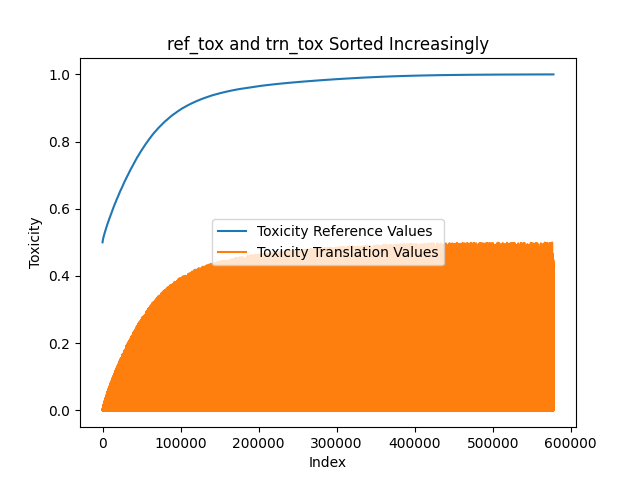 ref_tox and trn_tox Sorted Increasingly
1.0
0.8
0.6
0.4
0.2
0.0
Toxicity
Toxicity Reference Values
Toxicity Translation Values
0 100000 200000 300000 400000 500000 600000
Index